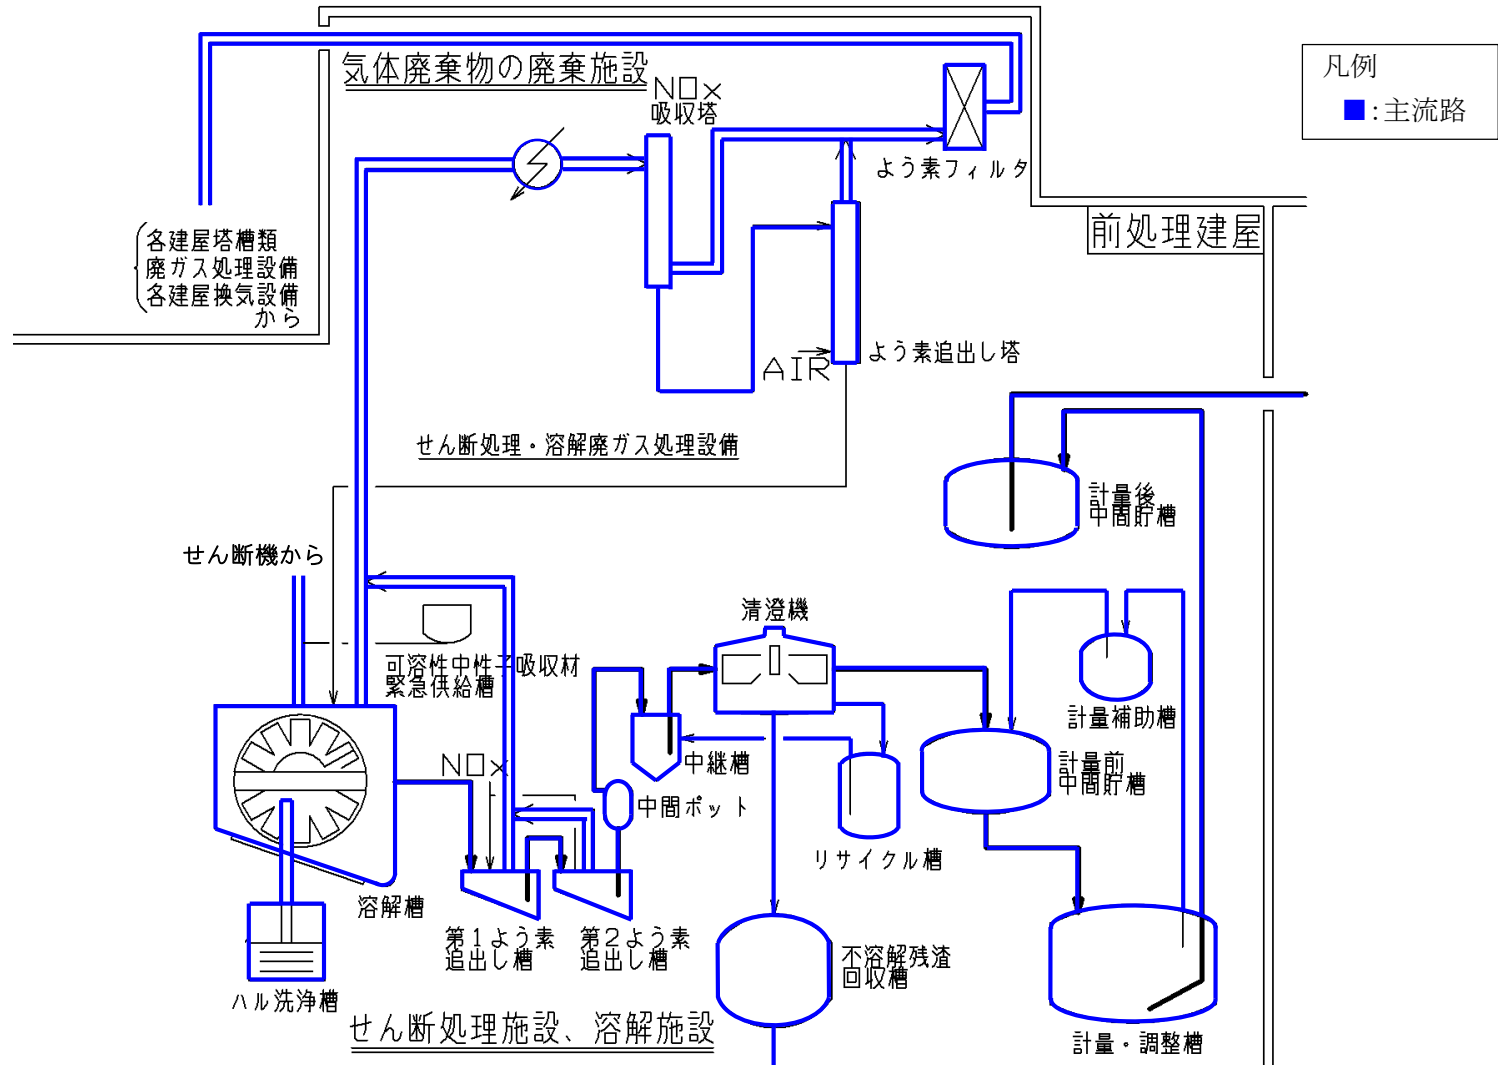 凡例
■:主流路
気体廃棄物の廃棄施設
NOx
吸収塔
よう素フィルタ
前処理建屋
各建屋塔槽類
廃ガス処理設備
各建屋換気設備
から
AIR
よう素追出し塔
せん断処理・溶解廃ガス処理設備
計量後
中間貯槽
せん断機から
清澄機
可溶性中性子吸収材
緊急供給槽
計量補助槽
NOx
中継槽
計量前
中間貯槽
中間ポット
リサイクル槽
溶解槽
第1よう素
追出し槽
第2よう素
追出し槽
不溶解残渣
回収槽
ハル洗浄槽
せん断処理施設、溶解施設
計量・調整槽